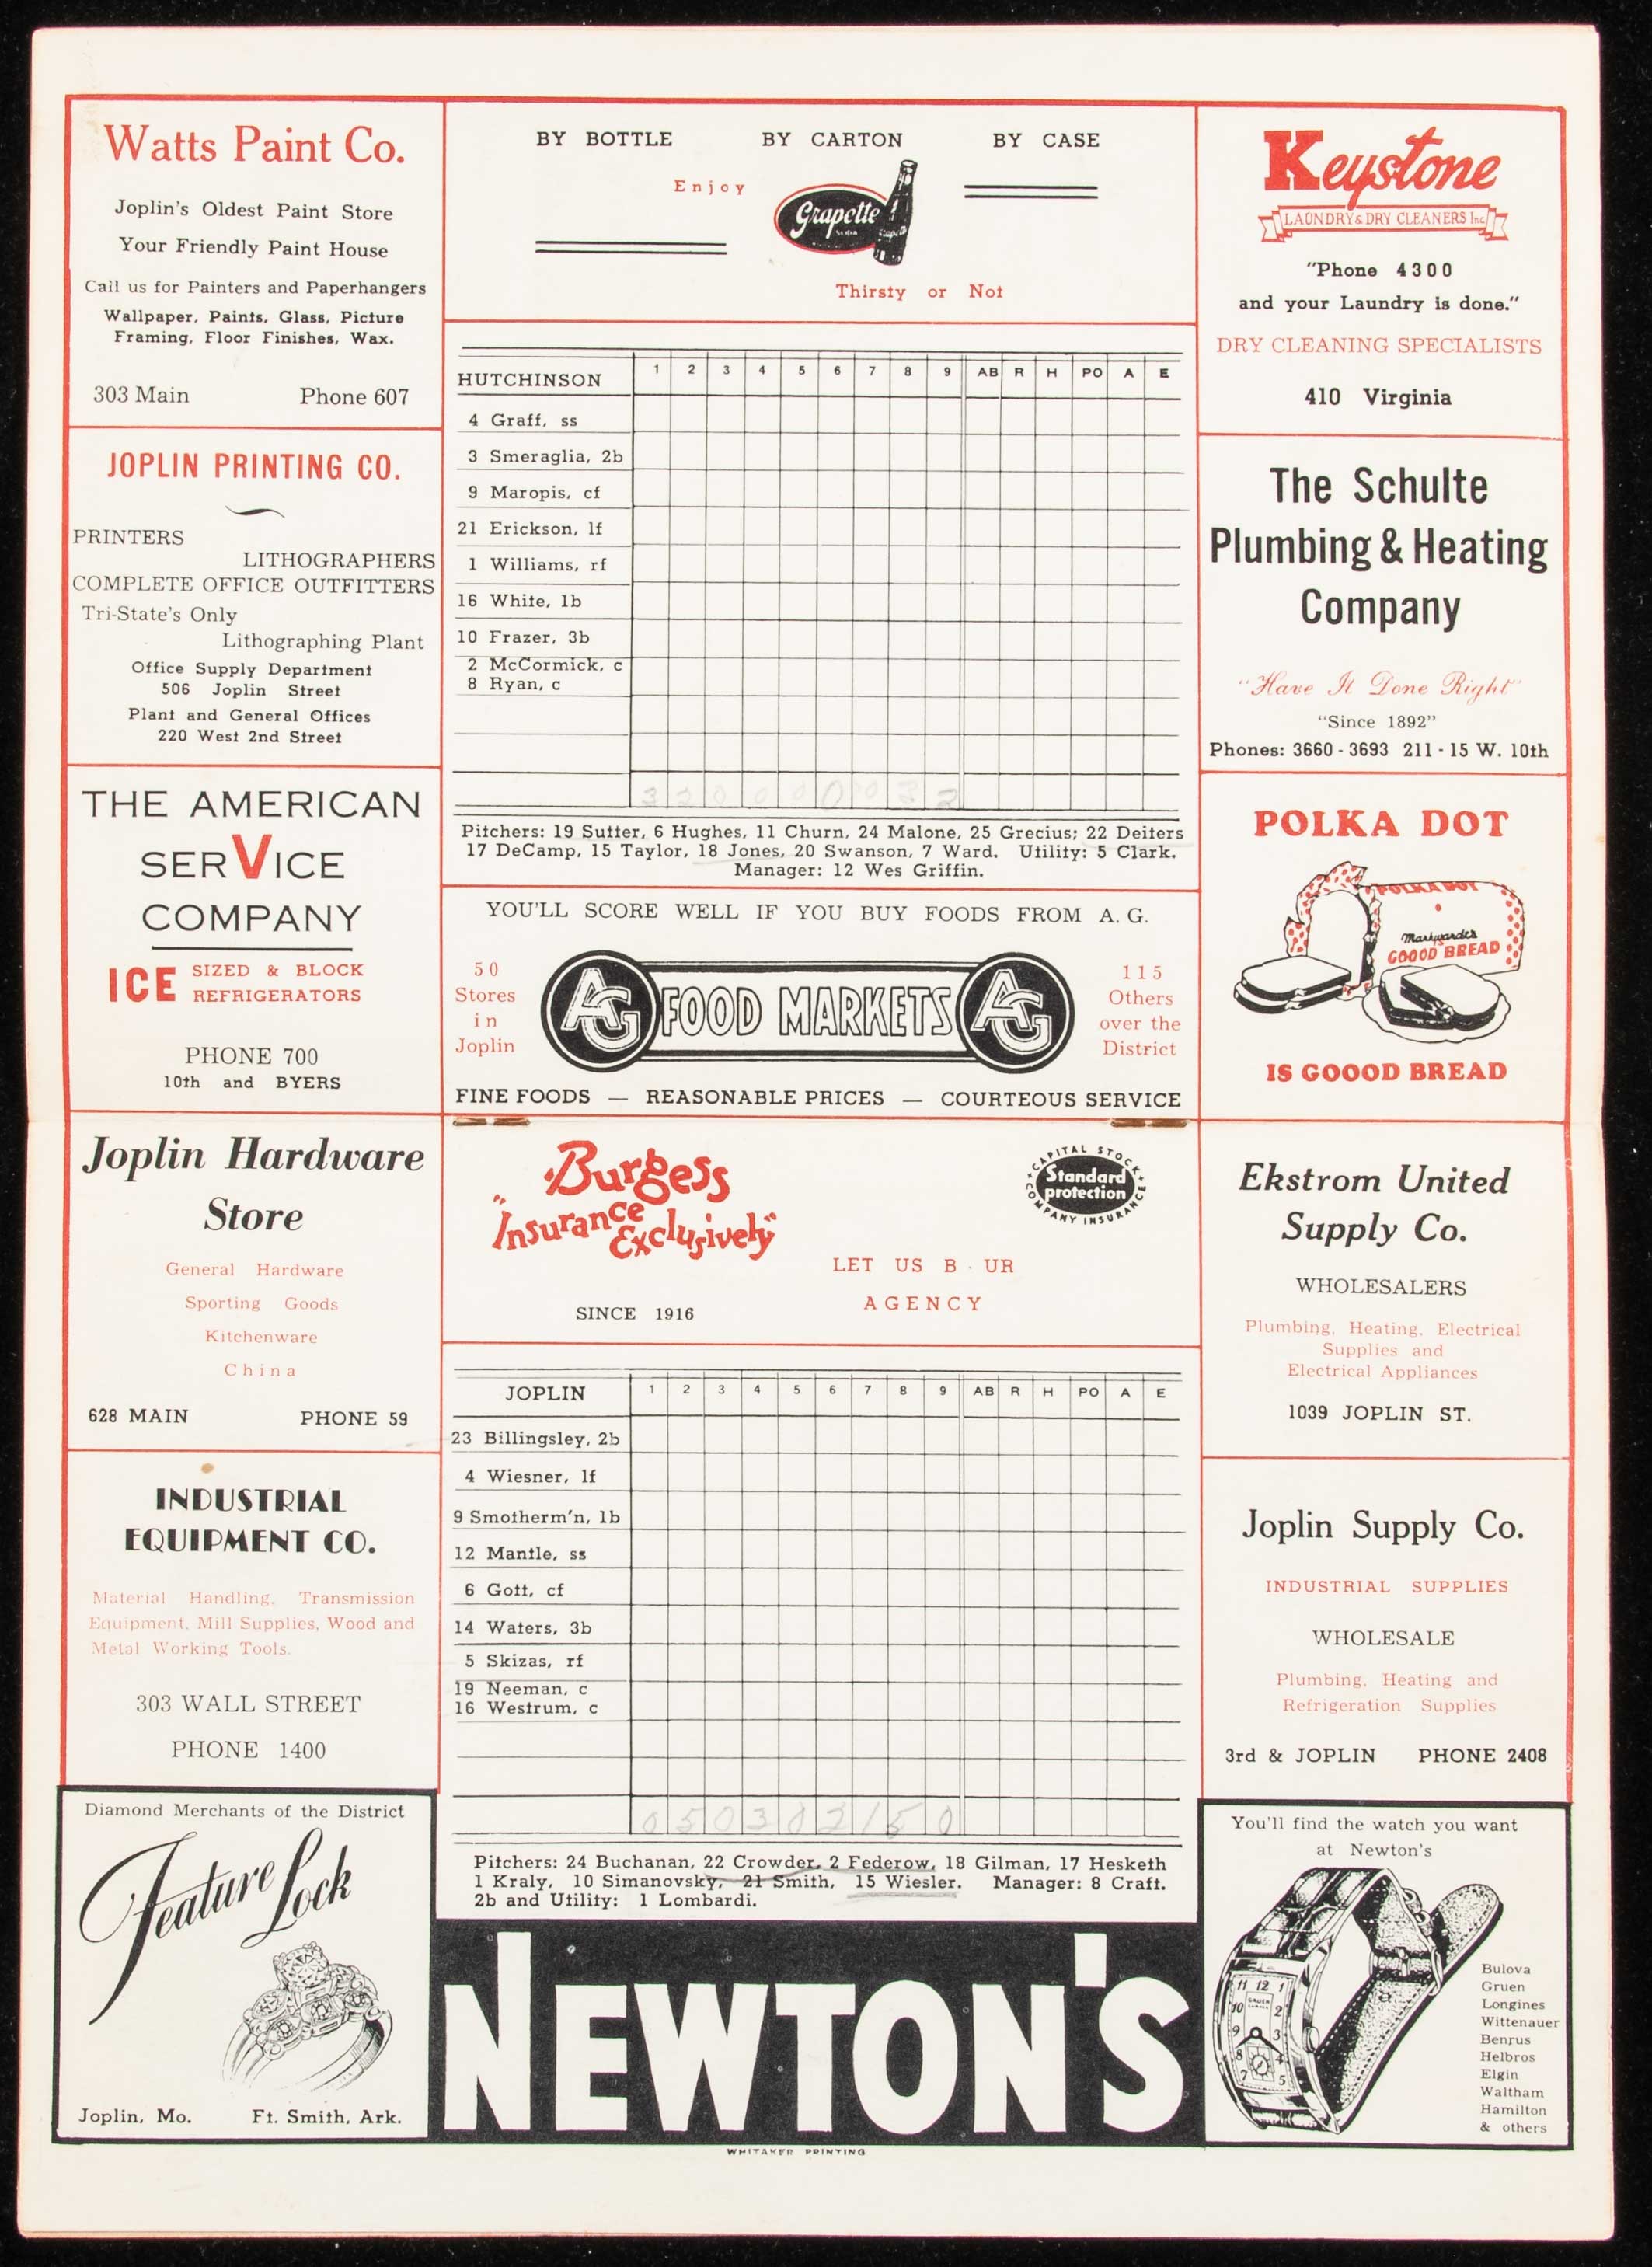 Watts Paint Co.
Joplin's Oldest Paint Store
Your Friendly Paint House
Call us for Painters and Paperhangers
Wallpaper, Paints, Glass, Picture
Framing, Floor Finishes, Wax.
303 Main Phone 607
JOPLIN PRINTING CO.
PRINTERS
LITHOGRAPHERS
COMPLETE OFFICE OUTFITTERS
Tri-State's Only
Lithographing Plant
Office Supply Department
506 Joplin Street
Plant and General Offices
220 West 2nd Street
THE AMERICAN
SERVICE
COMPANY
ICE SIZED & BLOCK
REFRIGERATORS
PHONE 700
10th and BYERS
Joplin Hardware
Store
General Hardware
Sporting Goods
Kitchenware
China
628 MAIN PHONE 59
INDUSTRIAL
EQUIPMENT CO.
Material Handling, Transmission
Equipment, Mill Supplies, Wood and
Metal Working Tools.
303 WALL STREET
PHONE 1400
Diamond Merchants of the District
Feature Lock
Joplin, Mo. Ft. Smith, Ark.
BY BOTTLE BY CARTON BY CASE
Enjoy
Grapette
SODA
Thirsty or Not
HUTCHINSON 1 2 3 4 5 6 7 8 9 AB R H PO A E
4 Graff, ss
3 Smeraglia, 2b
9 Maropis, cf
21 Erickson, lf
1 Williams, rf
16 White, 1b
10 Frazer, 3b
2 McCormick, c
8 Ryan, c
3 2 0 0 0 0 0 3 2
Pitchers: 19 Sutter, 6 Hughes, 11 Churn, 24 Malone, 25 Grecius; 22 Deiters
17 DeCamp, 15 Taylor, 18 Jones, 20 Swanson, 7 Ward. Utility: 5 Clark.
Manager: 12 Wes Griffin.
YOU'LL SCORE WELL IF YOU BUY FOODS FROM A. G.
50
Stores
in
Joplin
AG FOOD MARKETS AG
115
Others
over the
District
FINE FOODS — REASONABLE PRICES — COURTEOUS SERVICE
Burgess
"Insurance
Exclusively"
SINCE 1916
CAPITAL STOCK
Standard
protection
COMPANY INSURANCE
LET US B - UR
AGENCY
JOPLIN 1 2 3 4 5 6 7 8 9 AB R H PO A E
23 Billingsley, 2b
4 Wiesner, lf
9 Smotherm'n, 1b
12 Mantle, ss
6 Gott, cf
14 Waters, 3b
5 Skizas, rf
19 Neeman, c
16 Westrum, c
0 5 0 3 0 2 1 5 0
Pitchers: 24 Buchanan, 22 Crowder, 2 Federow, 18 Gilman, 17 Hesketh
1 Kraly, 10 Simanovsky, 21 Smith, 15 Wiesler. Manager: 8 Craft.
2b and Utility: 1 Lombardi.
NEWTON'S
WHITAKER PRINTING
Keystone
LAUNDRY & DRY CLEANERS Inc.
"Phone 4300
and your Laundry is done."
DRY CLEANING SPECIALISTS
410 Virginia
The Schulte
Plumbing & Heating
Company
"Have It Done Right"
"Since 1892"
Phones: 3660 - 3693 211 - 15 W. 10th
POLKA DOT
POLKA DOT
Markwardt's
GOOOD BREAD
IS GOOOD BREAD
Ekstrom United
Supply Co.
WHOLESALERS
Plumbing, Heating, Electrical
Supplies and
Electrical Appliances
1039 JOPLIN ST.
Joplin Supply Co.
INDUSTRIAL SUPPLIES
WHOLESALE
Plumbing, Heating and
Refrigeration Supplies
3rd & JOPLIN PHONE 2408
You'll find the watch you want
at Newton's
Bulova
Gruen
Longines
Wittenauer
Benrus
Helbros
Elgin
Waltham
Hamilton
& others